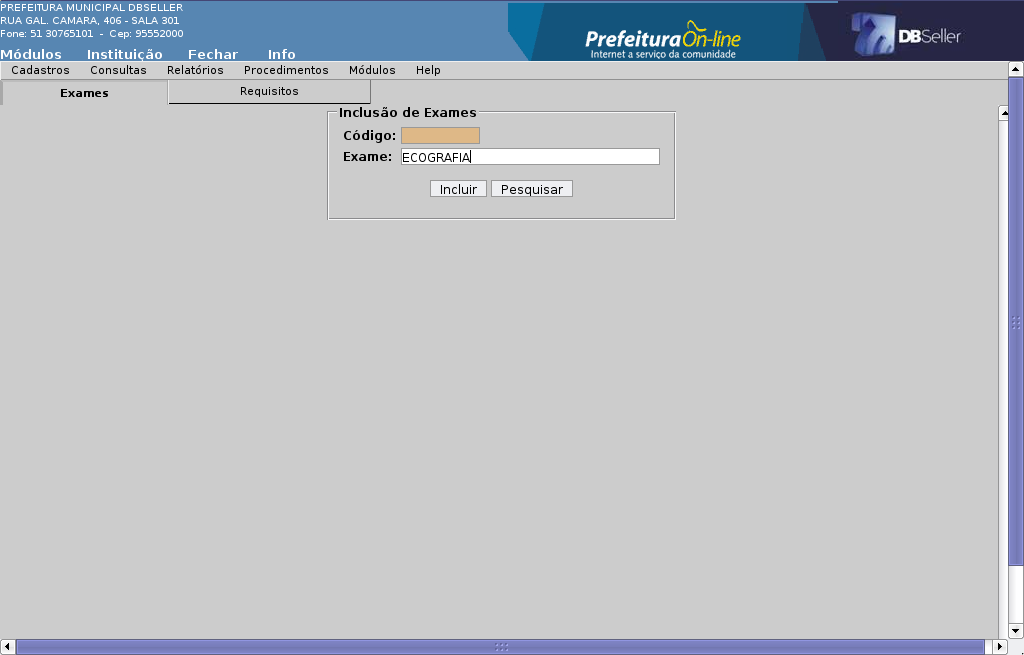 PREFEITURA MUNICIPAL DBSELLER
RUA GAL. CAMARA, 406 - SALA 301
Fone: 51 30765101 - Cep: 95552000
Módulos Instituição Fechar Info
PrefeituraOn-line
Internet a serviço da comunidade
DBSeller
Cadastros Consultas Relatórios Procedimentos Módulos Help
Exames Requisitos
Inclusão de Exames
Código:
Exame: ECOGRAFIA
Incluir Pesquisar